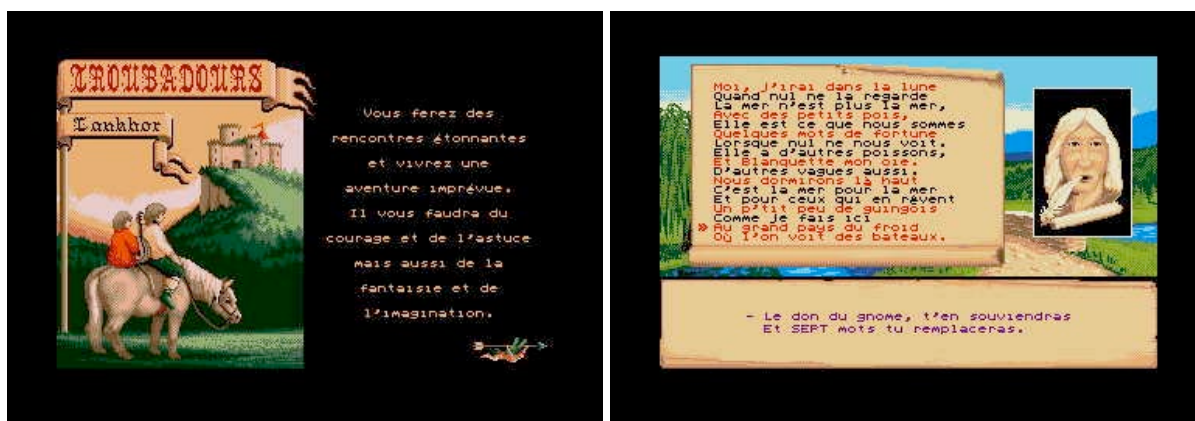 TROUBADOURS
Lankhor
Vous ferez des
rencontres étonnantes
et vivrez une
aventure imprévue.
Il vous faudra du
courage et de l'astuce
mais aussi de la
fantaisie et de
l'imagination.
Moi, j'irai dans la lune
Quand nul ne la regarde
La mer n'est plus la mer,
Avec des petits pois,
Elle est ce que nous sommes
Quelques mots de fortune
Lorsque nul ne nous voit.
Elle a d'autres poissons,
Et Blanquette mon oie.
D'autres vagues aussi.
Nous dormirons là haut
C'est la mer pour la mer
Et pour ceux qui en rêvent
Un p'tit peu de guingois
Comme je fais ici
» Au grand pays du froid
Où l'on voit des bateaux.
- Le don du gnome, t'en souviendras
Et SEPT mots tu remplaceras.